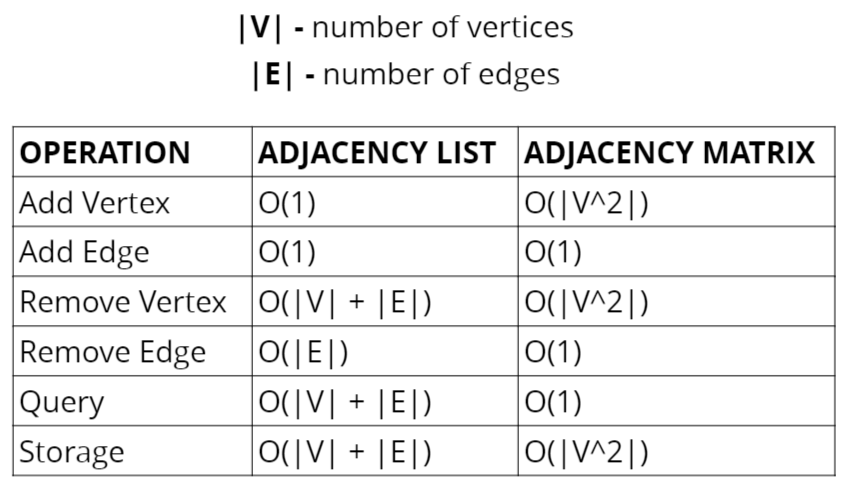 |V| - number of vertices
|E| - number of edges
OPERATION ADJACENCY LIST ADJACENCY MATRIX
Add Vertex O(1) O(|V^2|)
Add Edge O(1) O(1)
Remove Vertex O(|V| + |E|) O(|V^2|)
Remove Edge O(|E|) O(1)
Query O(|V| + |E|) O(1)
Storage O(|V| + |E|) O(|V^2|)